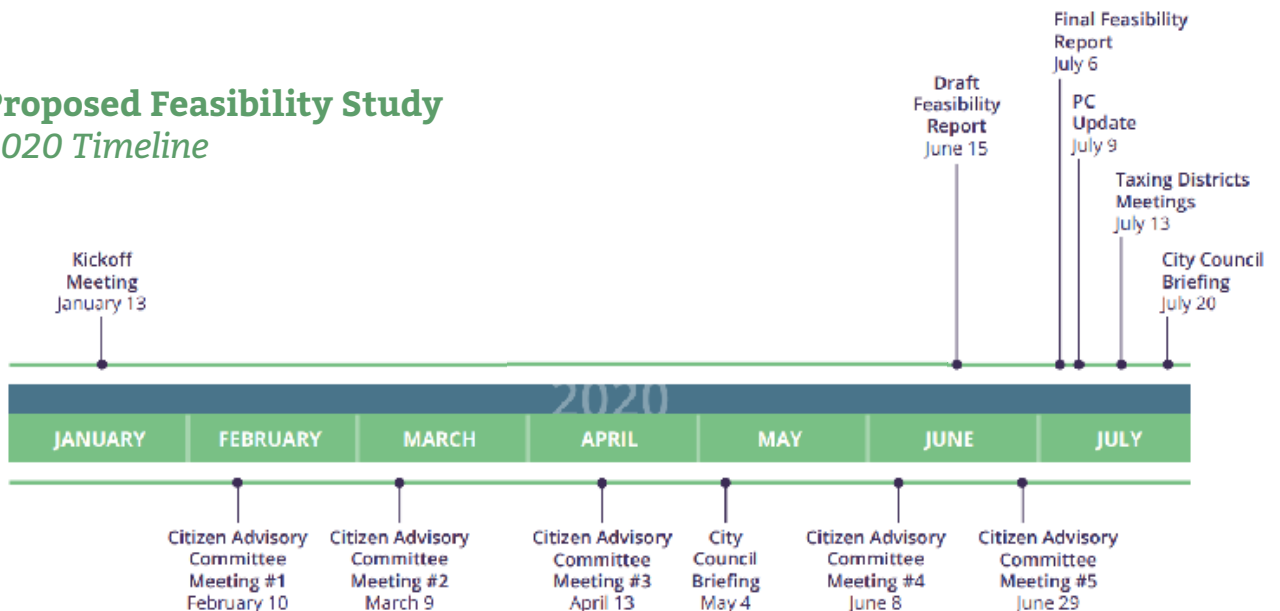 Proposed Feasibility Study
2020 Timeline
Kickoff
Meeting
January 13
Draft
Feasibility
Report
June 15
Final Feasibility
Report
July 6
PC
Update
July 9
Taxing Districts
Meetings
July 13
City Council
Briefing
July 20
2020
JANUARY
FEBRUARY
MARCH
APRIL
MAY
JUNE
JULY
Citizen Advisory
Committee
Meeting #1
February 10
Citizen Advisory
Committee
Meeting #2
March 9
Citizen Advisory
Committee
Meeting #3
April 13
City
Council
Briefing
May 4
Citizen Advisory
Committee
Meeting #4
June 8
Citizen Advisory
Committee
Meeting #5
June 29